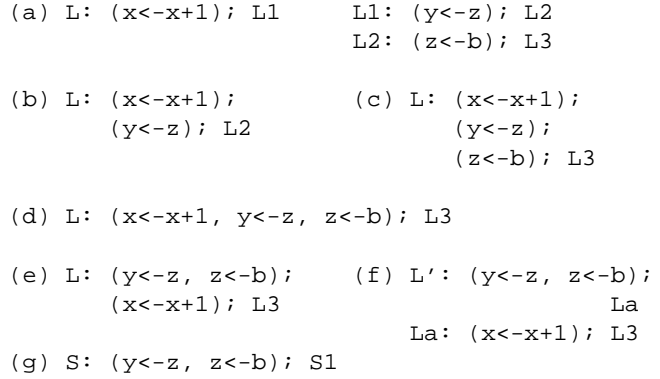 (a) L: (x<-x+1); L1     L1: (y<-z); L2
                        L2: (z<-b); L3
(b) L: (x<-x+1);        (c) L: (x<-x+1);
       (y<-z); L2              (y<-z);
                               (z<-b); L3
(d) L: (x<-x+1, y<-z, z<-b); L3
(e) L: (y<-z, z<-b);    (f) L': (y<-z, z<-b);
       (x<-x+1); L3                     La
                            La: (x<-x+1); L3
(g) S: (y<-z, z<-b); S1